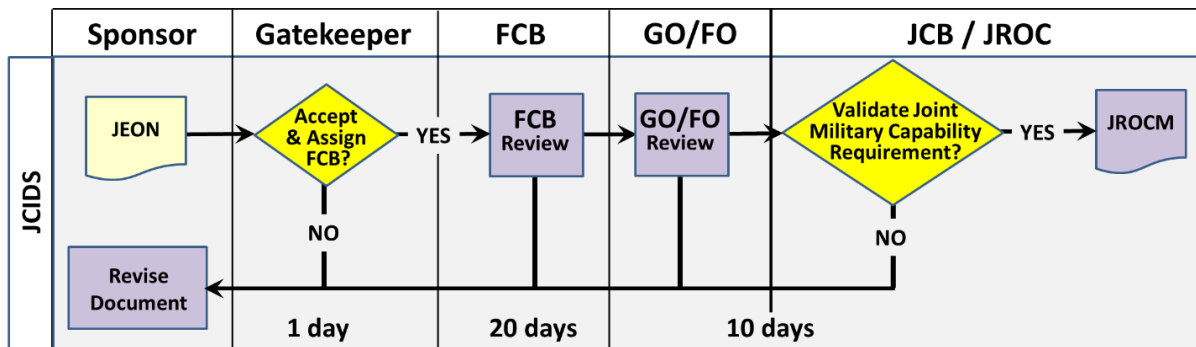 Sponsor
Gatekeeper
FCB
GO/FO
JCB / JROC
JCIDS
JEON
Accept
& Assign
FCB?
YES
FCB
Review
GO/FO
Review
Validate Joint
Military Capability
Requirement?
YES
JROCM
NO
NO
Revise
Document
1 day
20 days
10 days